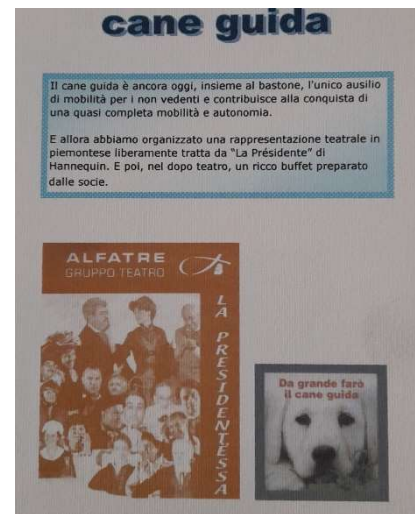 cane guida
Il cane guida è ancora oggi, insieme al bastone, l'unico ausilio
di mobilità per i non vedenti e contribuisce alla conquista di
una quasi completa mobilità e autonomia.
E allora abbiamo organizzato una rappresentazione teatrale in
piemontese liberamente tratta da "La Présidente" di
Hannequin. E poi, nel dopo teatro, un ricco buffet preparato
dalle socie.
ALFATRE
GRUPPO TEATRO
LA PRESIDENTESSA
Da grande farò
il cane guida